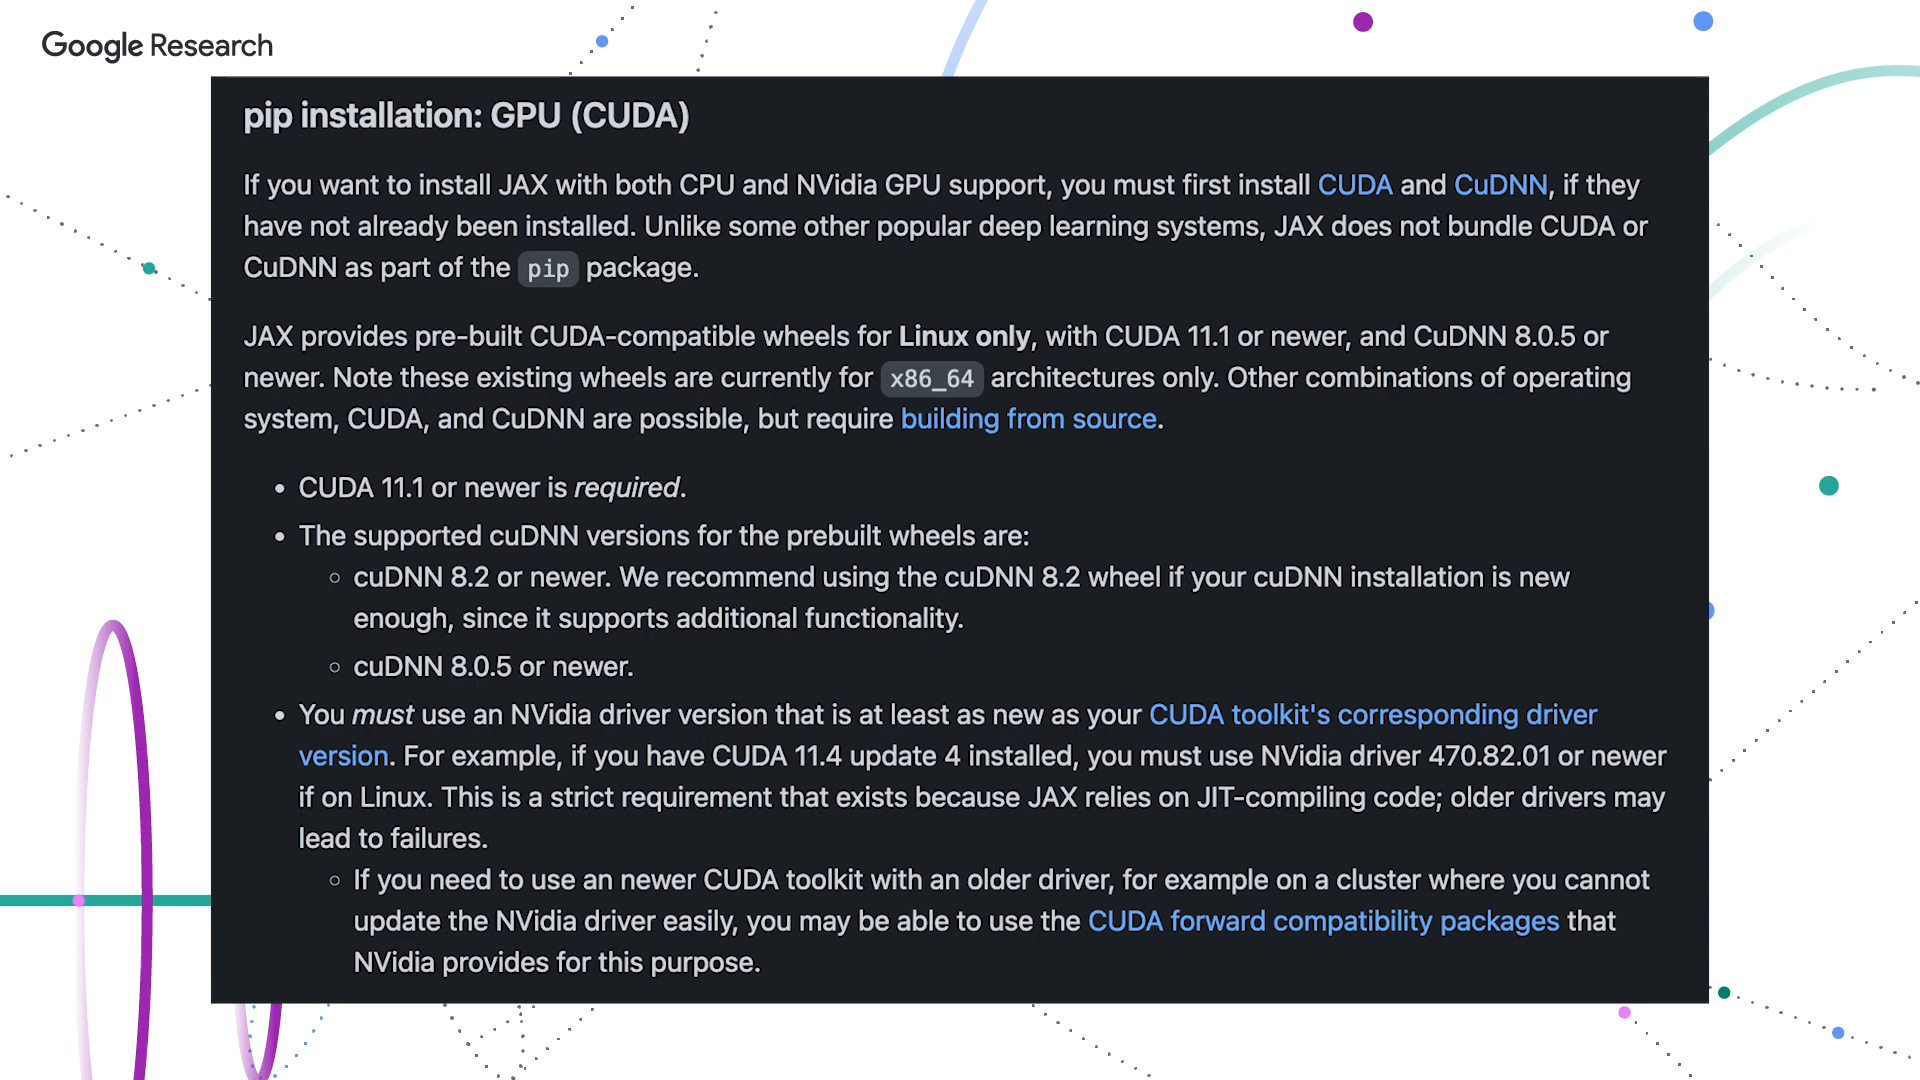 Google Research
pip installation: GPU (CUDA)
If you want to install JAX with both CPU and NVidia GPU support, you must first install CUDA and CuDNN, if they
have not already been installed. Unlike some other popular deep learning systems, JAX does not bundle CUDA or
CuDNN as part of the pip package.
JAX provides pre-built CUDA-compatible wheels for Linux only, with CUDA 11.1 or newer, and CuDNN 8.0.5 or
newer. Note these existing wheels are currently for x86_64 architectures only. Other combinations of operating
system, CUDA, and CuDNN are possible, but require building from source.
• CUDA 11.1 or newer is required.
• The supported cuDNN versions for the prebuilt wheels are:
◦ cuDNN 8.2 or newer. We recommend using the cuDNN 8.2 wheel if your cuDNN installation is new
enough, since it supports additional functionality.
◦ cuDNN 8.0.5 or newer.
• You must use an NVidia driver version that is at least as new as your CUDA toolkit's corresponding driver
version. For example, if you have CUDA 11.4 update 4 installed, you must use NVidia driver 470.82.01 or newer
if on Linux. This is a strict requirement that exists because JAX relies on JIT-compiling code; older drivers may
lead to failures.
◦ If you need to use an newer CUDA toolkit with an older driver, for example on a cluster where you cannot
update the NVidia driver easily, you may be able to use the CUDA forward compatibility packages that
NVidia provides for this purpose.